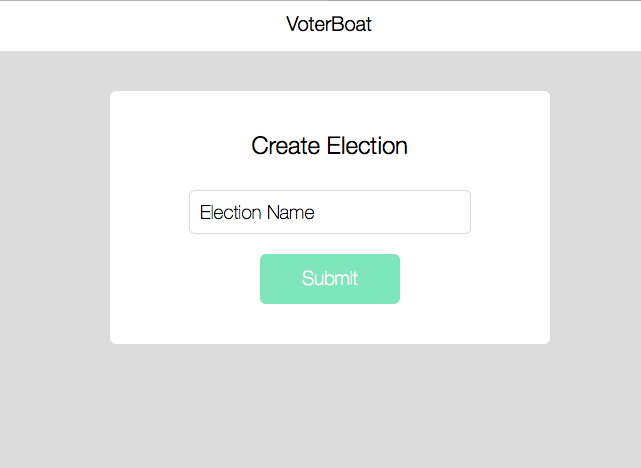 VoterBoat
Create Election
Election Name
Submit